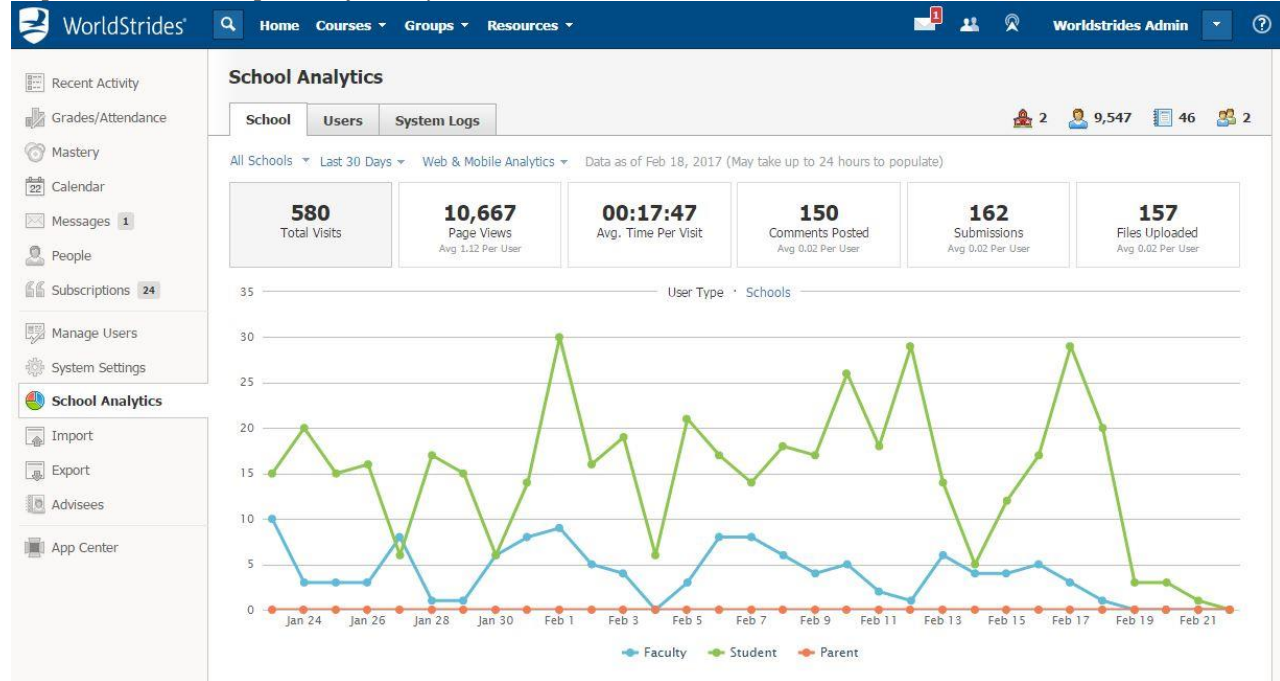 WorldStrides®
Home Courses Groups Resources
1
Worldstrides Admin
?
Recent Activity
Grades/Attendance
Mastery
22 Calendar
Messages 1
People
Subscriptions 24
Manage Users
System Settings
School Analytics
Import
Export
Advisees
App Center
School Analytics
School Users System Logs
2 9,547 46 2
All Schools Last 30 Days Web & Mobile Analytics Data as of Feb 18, 2017 (May take up to 24 hours to populate)
580
Total Visits
10,667
Page Views
Avg 1.12 Per User
00:17:47
Avg. Time Per Visit
150
Comments Posted
Avg 0.02 Per User
162
Submissions
Avg 0.02 Per User
157
Files Uploaded
Avg 0.02 Per User
User Type · Schools
35
30
25
20
15
10
5
0
Jan 24 Jan 26 Jan 28 Jan 30 Feb 1 Feb 3 Feb 5 Feb 7 Feb 9 Feb 11 Feb 13 Feb 15 Feb 17 Feb 19 Feb 21
Faculty Student Parent